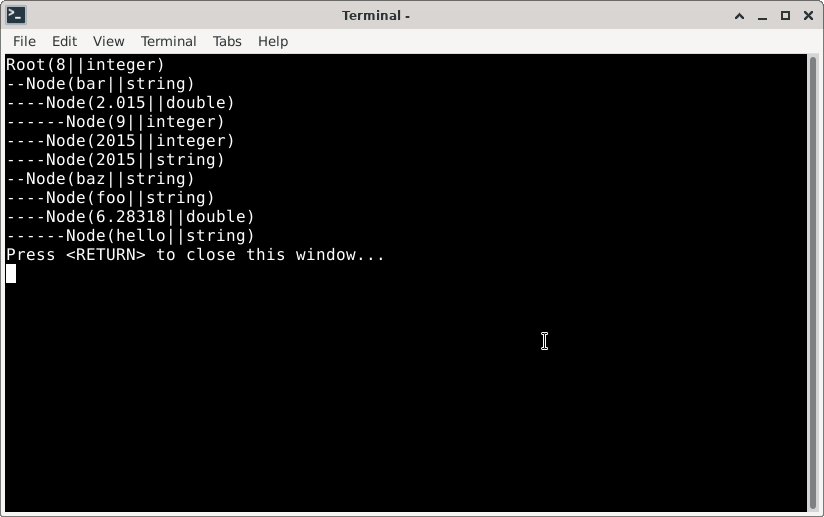 Terminal -
File Edit View Terminal Tabs Help
Root(8||integer)
--Node(bar||string)
----Node(2.015||double)
------Node(9||integer)
----Node(2015||integer)
----Node(2015||string)
--Node(baz||string)
----Node(foo||string)
----Node(6.28318||double)
------Node(hello||string)
Press <RETURN> to close this window...